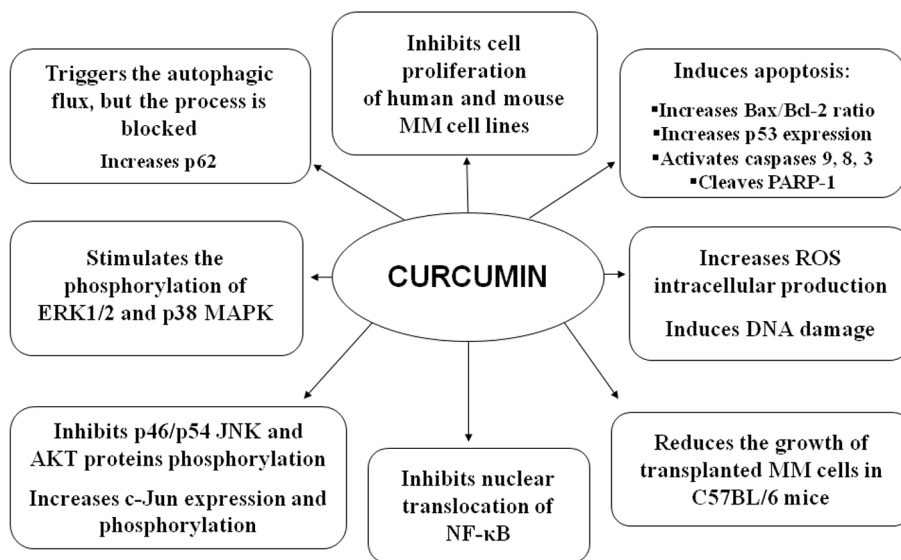 Triggers the autophagic
flux, but the process is
blocked
Increases p62
Inhibits cell
proliferation
of human and mouse
MM cell lines
Induces apoptosis:
▪Increases Bax/Bcl-2 ratio
▪Increases p53 expression
▪Activates caspases 9, 8, 3
▪Cleaves PARP-1
Stimulates the
phosphorylation of
ERK1/2 and p38 MAPK
CURCUMIN
Increases ROS
intracellular production
Induces DNA damage
Inhibits p46/p54 JNK and
AKT proteins phosphorylation
Increases c-Jun expression and
phosphorylation
Inhibits nuclear
translocation of
NF-κB
Reduces the growth of
transplanted MM cells in
C57BL/6 mice